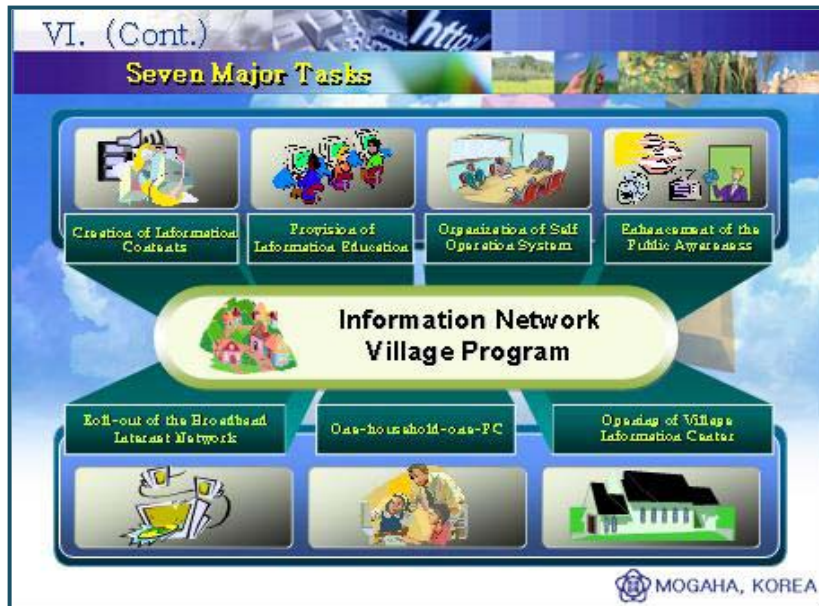 VI. (Cont.)
http:
Seven Major Tasks
Creation of Information
Contents
Provision of
Information Education
Organization of Self
Operation System
Enhancement of the
Public Awareness
Information Network
Village Program
Roll-out of the Broadband
Internet Network
One-household-one-PC
Opening of Village
Information Center
MOGAHA, KOREA